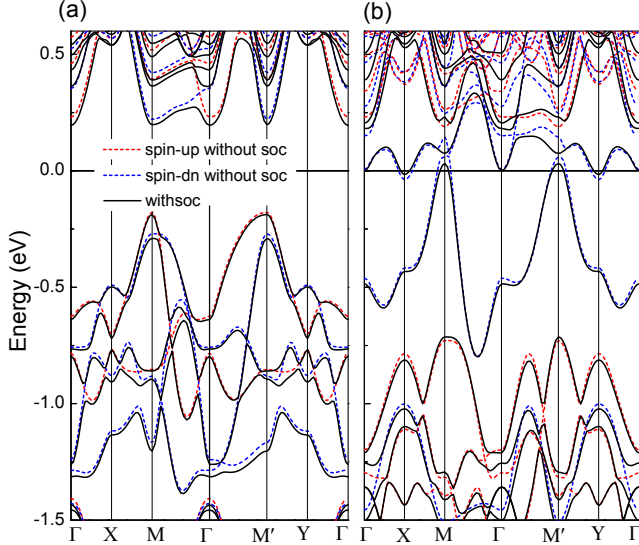 (a)
(b)
Energy (eV)
0.5
0.0
-0.5
-1.0
-1.5
spin-up without soc
spin-dn without soc
withsoc
Γ X M Γ M′ Y Γ
Γ X M Γ M′ Y Γ